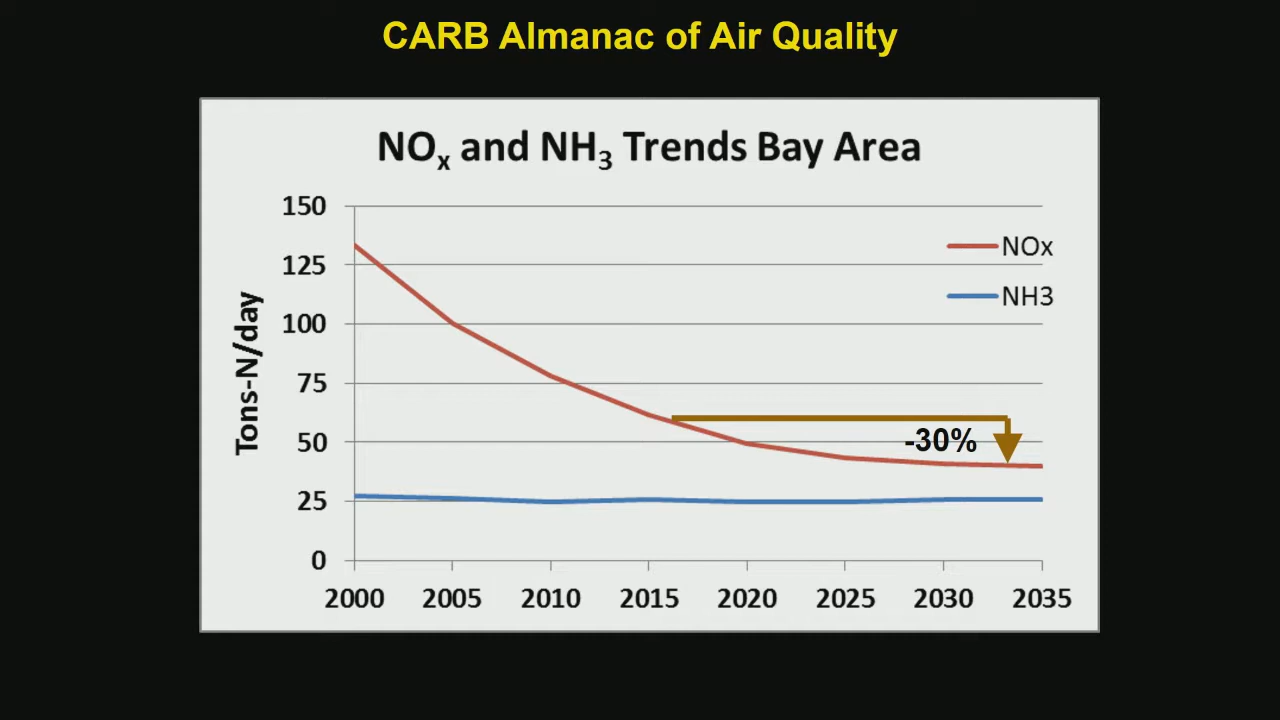 CARB Almanac of Air Quality
NOx and NH3 Trends Bay Area
150
125
100
75
50
25
0
Tons-N/day
NOx
NH3
-30%
2000 2005 2010 2015 2020 2025 2030 2035